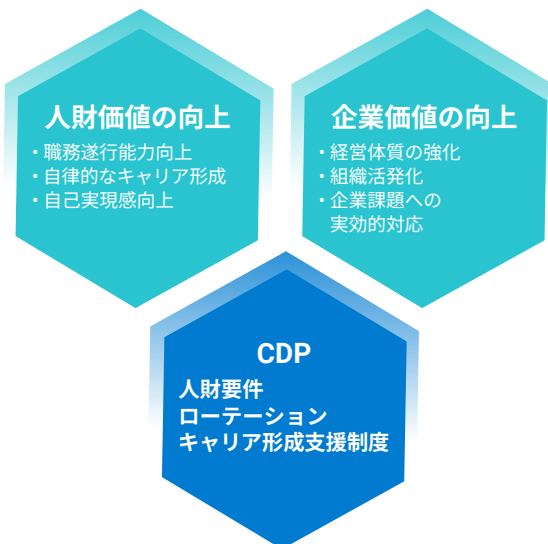 人財価値の向上
・職務遂行能力向上
・自律的なキャリア形成
・自己実現感向上
企業価値の向上
・経営体質の強化
・組織活発化
・企業課題への
実効的対応
CDP
人財要件
ローテーション
キャリア形成支援制度